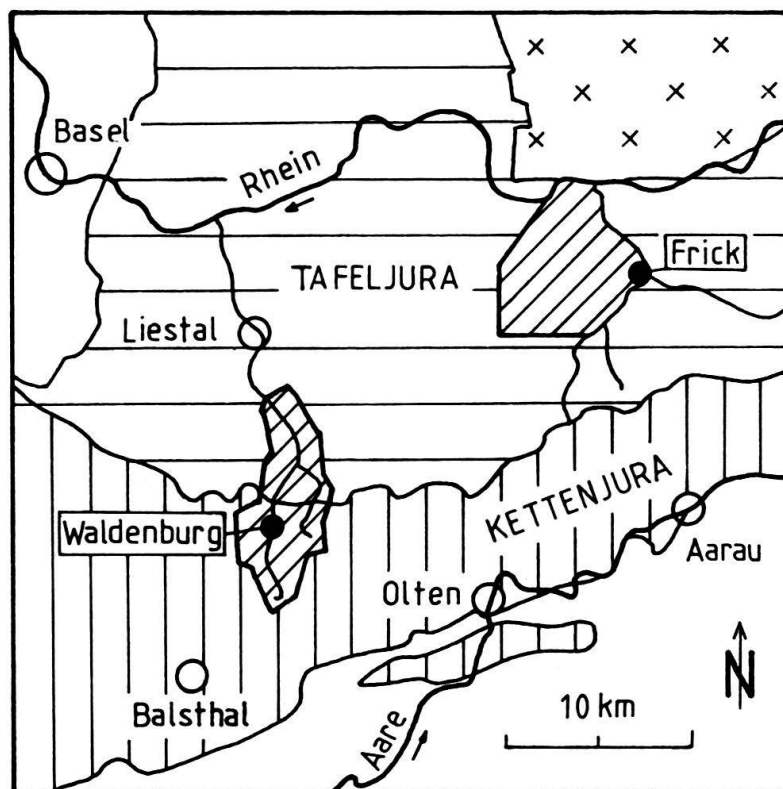 Basel
Rhein
Frick
TAFELJURA
Liestal
KETTENJURA
Waldenburg
Aarau
Olten
N
Balsthal
10 km
Aare